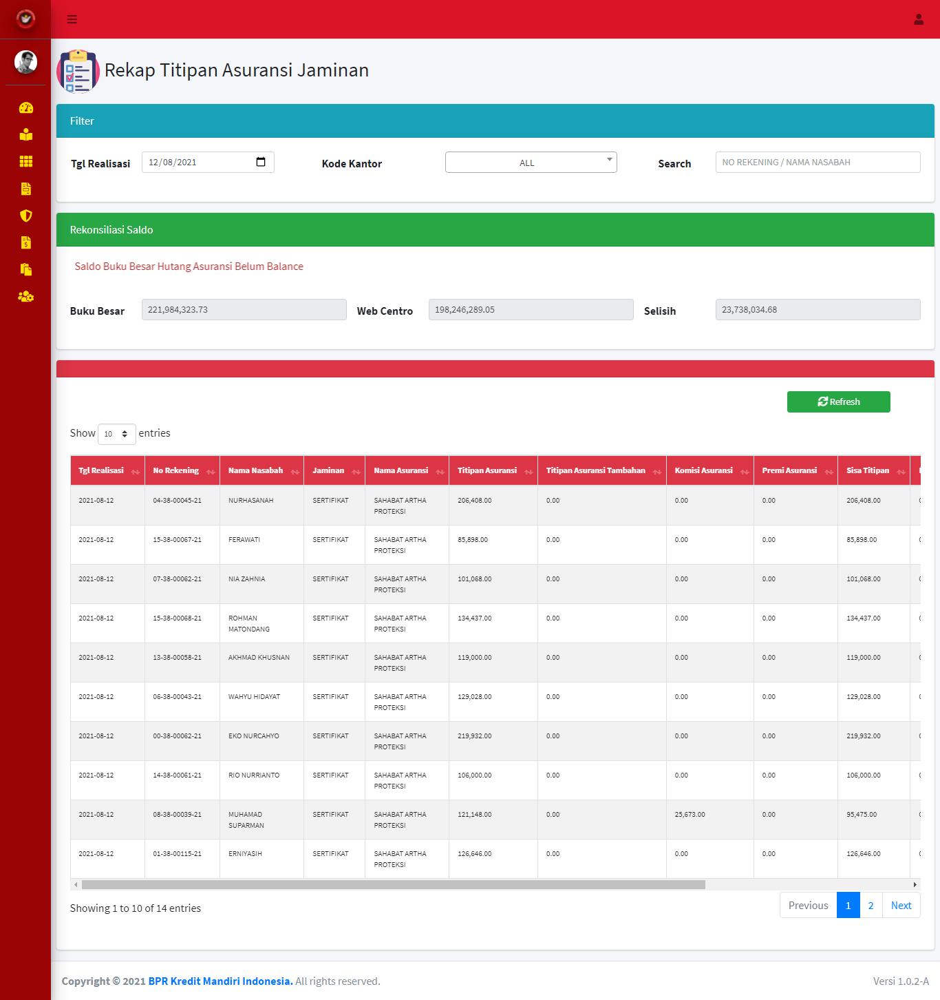 Rekap Titipan Asuransi Jaminan
Filter
Tgl Realisasi 12/08/2021 Kode Kantor ALL Search NO REKENING / NAMA NASABAH
Rekonsiliasi Saldo
Saldo Buku Besar Hutang Asuransi Belum Balance
Buku Besar 221,984,323.73 Web Centro 198,246,289.05 Selisih 23,738,034.68
Refresh
Show 10 entries
Tgl Realisasi No Rekening Nama Nasabah Jaminan Nama Asuransi Titipan Asuransi Titipan Asuransi Tambahan Komisi Asuransi Premi Asuransi Sisa Titipan
2021-08-12 04-38-00045-21 NURHASANAH SERTIFIKAT SAHABAT ARTHA 206,408.00 0.00 0.00 0.00 206,408.00
PROTEKSI
2021-08-12 15-38-00067-21 FERAWATI SERTIFIKAT SAHABAT ARTHA 85,898.00 0.00 0.00 0.00 85,898.00
PROTEKSI
2021-08-12 07-38-00062-21 NIA ZAHNIA SERTIFIKAT SAHABAT ARTHA 101,068.00 0.00 0.00 0.00 101,068.00
PROTEKSI
2021-08-12 15-38-00068-21 ROHMAN SERTIFIKAT SAHABAT ARTHA 134,437.00 0.00 0.00 0.00 134,437.00
MATONDANG PROTEKSI
2021-08-12 13-38-00058-21 AKHMAD KHUSNAN SERTIFIKAT SAHABAT ARTHA 119,000.00 0.00 0.00 0.00 119,000.00
PROTEKSI
2021-08-12 06-38-00043-21 WAHYU HIDAYAT SERTIFIKAT SAHABAT ARTHA 129,028.00 0.00 0.00 0.00 129,028.00
PROTEKSI
2021-08-12 00-38-00062-21 EKO NURCAHYO SERTIFIKAT SAHABAT ARTHA 219,932.00 0.00 0.00 0.00 219,932.00
PROTEKSI
2021-08-12 14-38-00061-21 RIO NURRIANTO SERTIFIKAT SAHABAT ARTHA 106,000.00 0.00 0.00 0.00 106,000.00
PROTEKSI
2021-08-12 08-38-00039-21 MUHAMAD SERTIFIKAT SAHABAT ARTHA 121,148.00 0.00 25,673.00 0.00 95,475.00
SUPARMAN PROTEKSI
2021-08-12 01-38-00115-21 ERNIYASIH SERTIFIKAT SAHABAT ARTHA 126,646.00 0.00 0.00 0.00 126,646.00
PROTEKSI
Showing 1 to 10 of 14 entries
Previous 1 2 Next
Copyright © 2021 BPR Kredit Mandiri Indonesia. All rights reserved. Versi 1.0.2-A